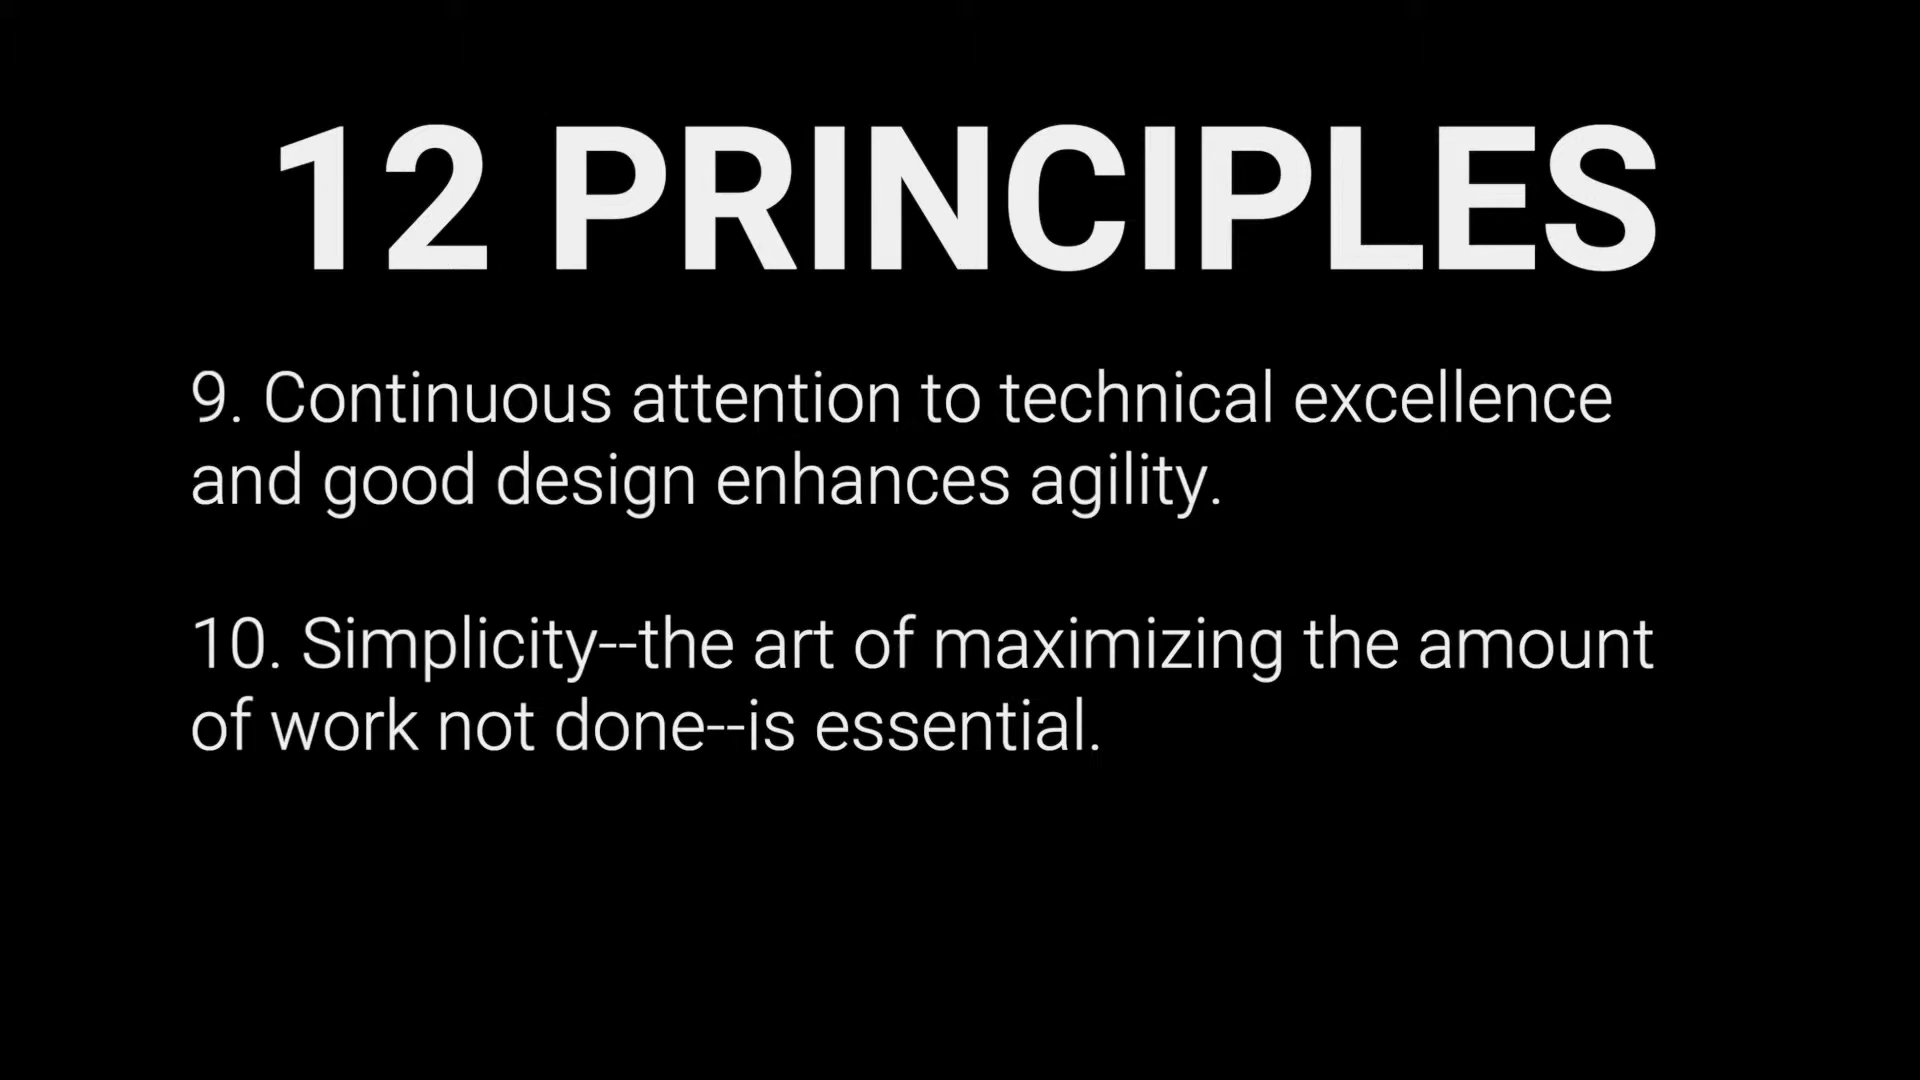 12 PRINCIPLES
9. Continuous attention to technical excellence
and good design enhances agility.
10. Simplicity--the art of maximizing the amount
of work not done--is essential.